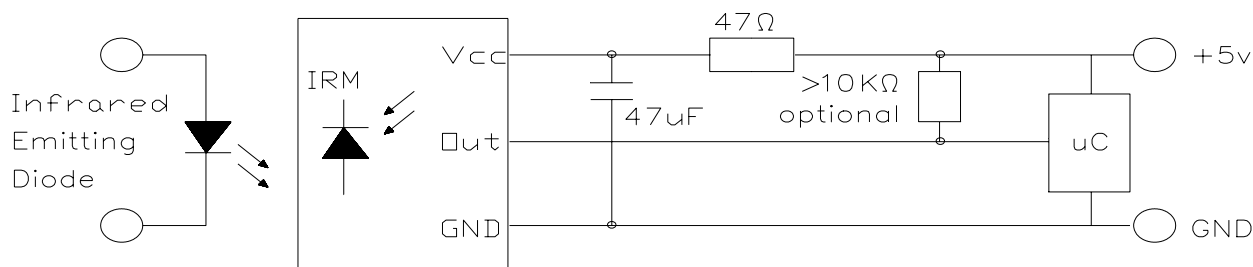 Infrared
Emitting
Diode
IRM
Vcc
Out
GND
47Ω
47uF
>10KΩ
optional
uC
+5v
GND